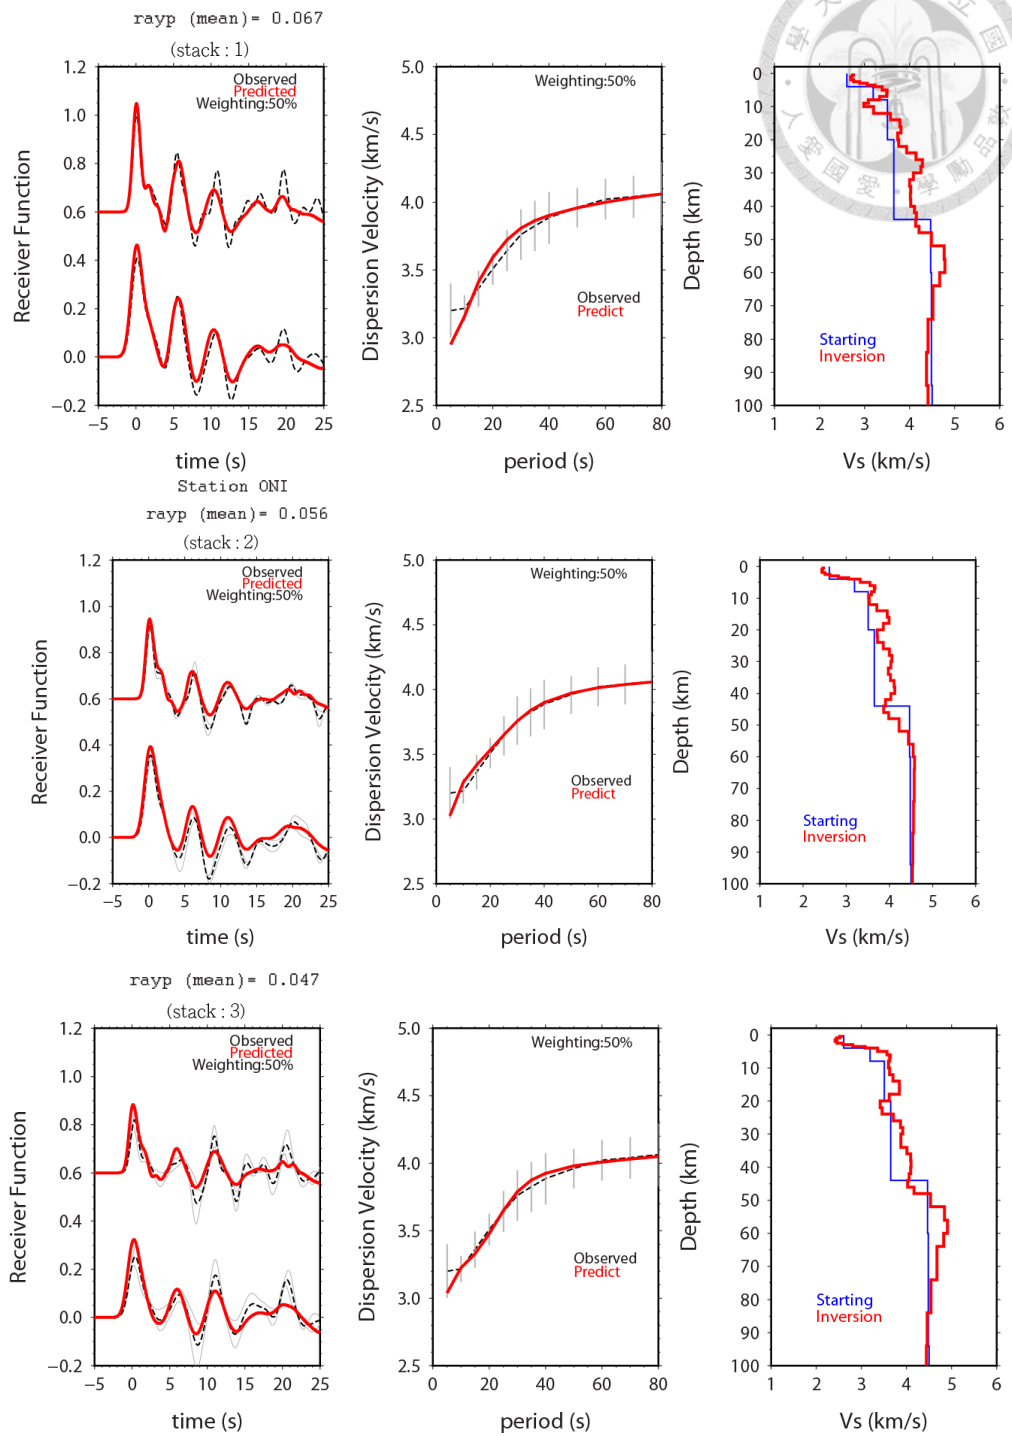 rayp (mean)= 0.067
(stack : 1)
Observed
Predicted
Weighting:50%
Receiver Function
1.2
1.0
0.8
0.6
0.4
0.2
0.0
−0.2
−5 0 5 10 15 20 25
time (s)
Weighting:50%
Dispersion Velocity (km/s)
5.0
4.5
4.0
3.5
3.0
2.5
Observed
Predict
0 20 40 60 80
period (s)
學 大 立 國
人 愛 國 愛 學 勵 品 敦
Depth (km)
0
10
20
30
40
50
60
70
80
90
100
Starting
Inversion
1 2 3 4 5 6
Vs (km/s)
Station ONI
rayp (mean)= 0.056
(stack : 2)
Observed
Predicted
Weighting:50%
Receiver Function
1.2
1.0
0.8
0.6
0.4
0.2
0.0
−0.2
−5 0 5 10 15 20 25
time (s)
Weighting:50%
Dispersion Velocity (km/s)
5.0
4.5
4.0
3.5
3.0
2.5
Observed
Predict
0 20 40 60 80
period (s)
Depth (km)
0
10
20
30
40
50
60
70
80
90
100
Starting
Inversion
1 2 3 4 5 6
Vs (km/s)
rayp (mean)= 0.047
(stack : 3)
Observed
Predicted
Weighting:50%
Receiver Function
1.2
1.0
0.8
0.6
0.4
0.2
0.0
−0.2
−5 0 5 10 15 20 25
time (s)
Weighting:50%
Dispersion Velocity (km/s)
5.0
4.5
4.0
3.5
3.0
2.5
Observed
Predict
0 20 40 60 80
period (s)
Depth (km)
0
10
20
30
40
50
60
70
80
90
100
Starting
Inversion
1 2 3 4 5 6
Vs (km/s)